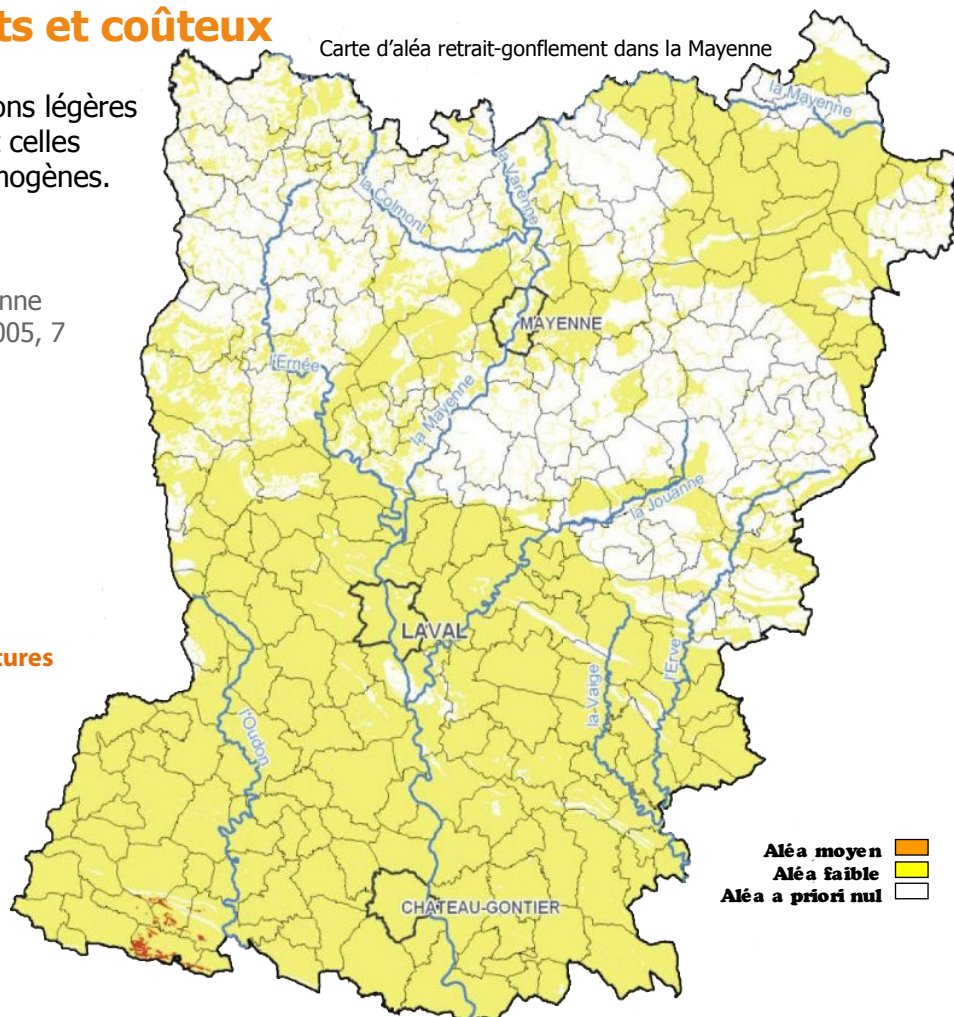 ts et coûteux
Carte d'aléa retrait-gonflement dans la Mayenne
ons légères
celles
mogènes.
nne
005, 7
tures
la Mayenne
la Varenne
la Colmont
MAYENNE
l'Ernée
la Mayenne
la Jouanne
LAVAL
l'Erve
la Vaige
l'Oudon
CHATEAU-GONTIER
Aléa moyen
Aléa faible
Aléa a priori nul